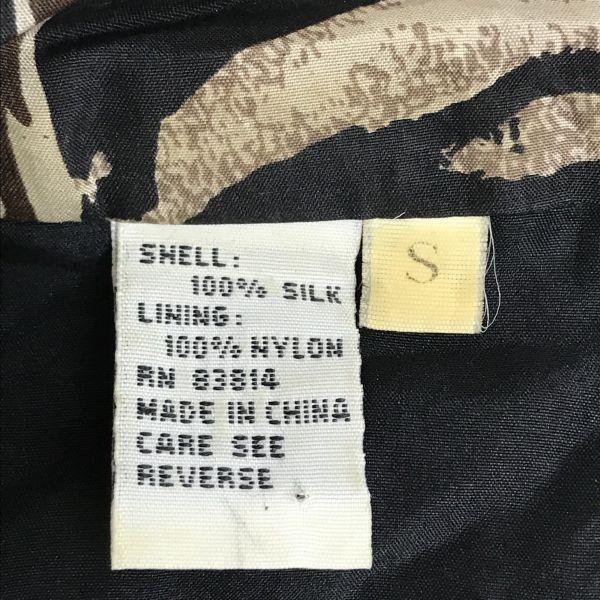 SHELL:
100% SILK
LINING:
100% NYLON
RN 83814
MADE IN CHINA
CARE SEE
REVERSE
S